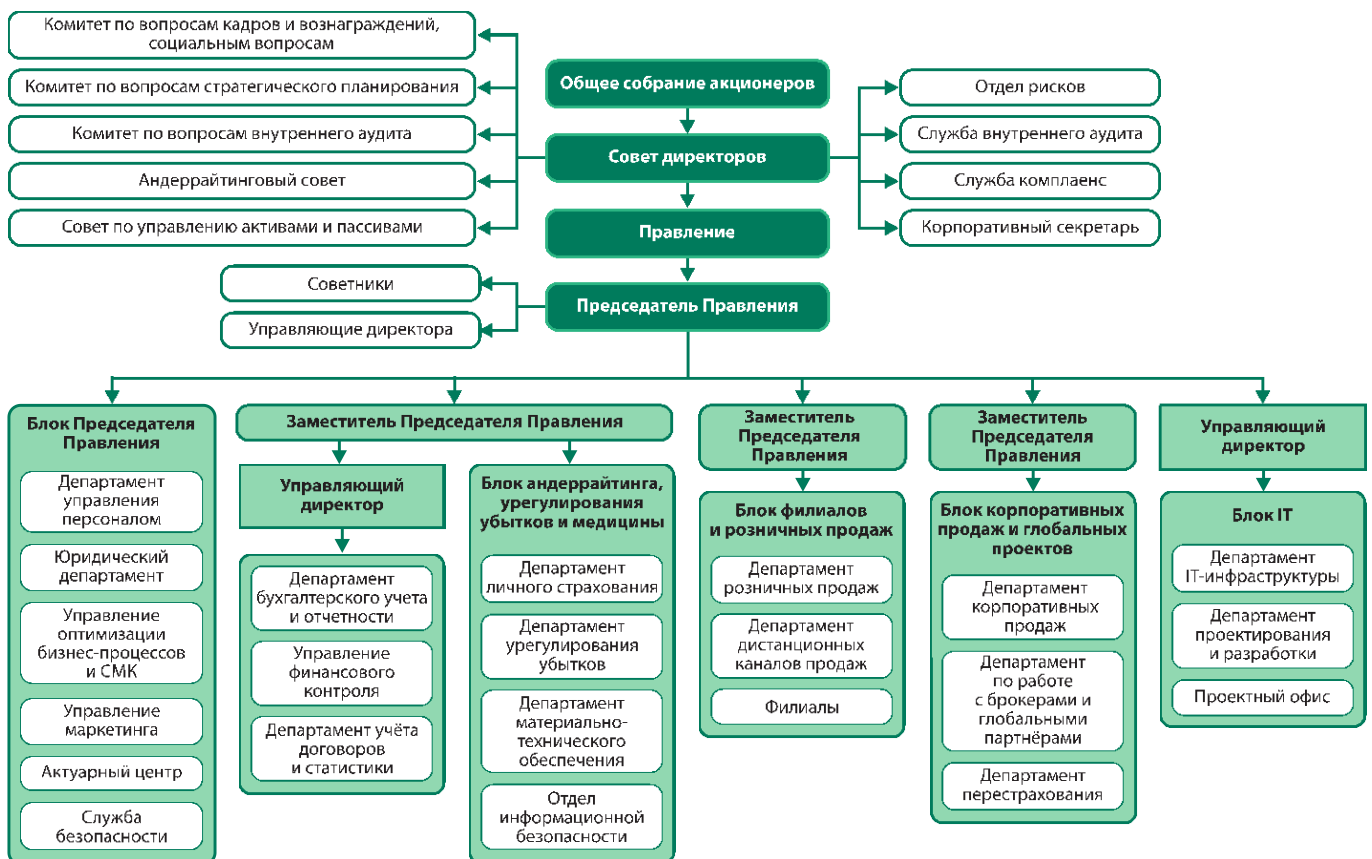 Комитет по вопросам кадров и вознаграждений,
социальным вопросам
Комитет по вопросам стратегического планирования
Комитет по вопросам внутреннего аудита
Андеррайтинговый совет
Совет по управлению активами и пассивами
Общее собрание акционеров
Совет директоров
Правление
Председатель Правления
Отдел рисков
Служба внутреннего аудита
Служба комплаенс
Корпоративный секретарь
Советники
Управляющие директора
Блок Председателя
Правления
Департамент
управления
персоналом
Юридический
департамент
Управление
оптимизации
бизнес-процессов
и СМК
Управление
маркетинга
Актуарный центр
Служба
безопасности
Заместитель Председателя Правления
Управляющий
директор
Департамент
бухгалтерского учета
и отчетности
Управление
финансового
контроля
Департамент учёта
договоров
и статистики
Блок андеррайтинга,
урегулирования
убытков и медицины
Департамент
личного страхования
Департамент
урегулирования
убытков
Департамент
материально-
технического
обеспечения
Отдел
информационной
безопасности
Заместитель
Председателя
Правления
Блок филиалов
и розничных продаж
Департамент
розничных продаж
Департамент
дистанционных
каналов продаж
Филиалы
Заместитель
Председателя
Правления
Блок корпоративных
продаж и глобальных
проектов
Департамент
корпоративных
продаж
Департамент
по работе
с брокерами и
глобальными
партнёрами
Департамент
перестрахования
Управляющий
директор
Блок IT
Департамент
IT-инфраструктуры
Департамент
проектирования
и разработки
Проектный офис